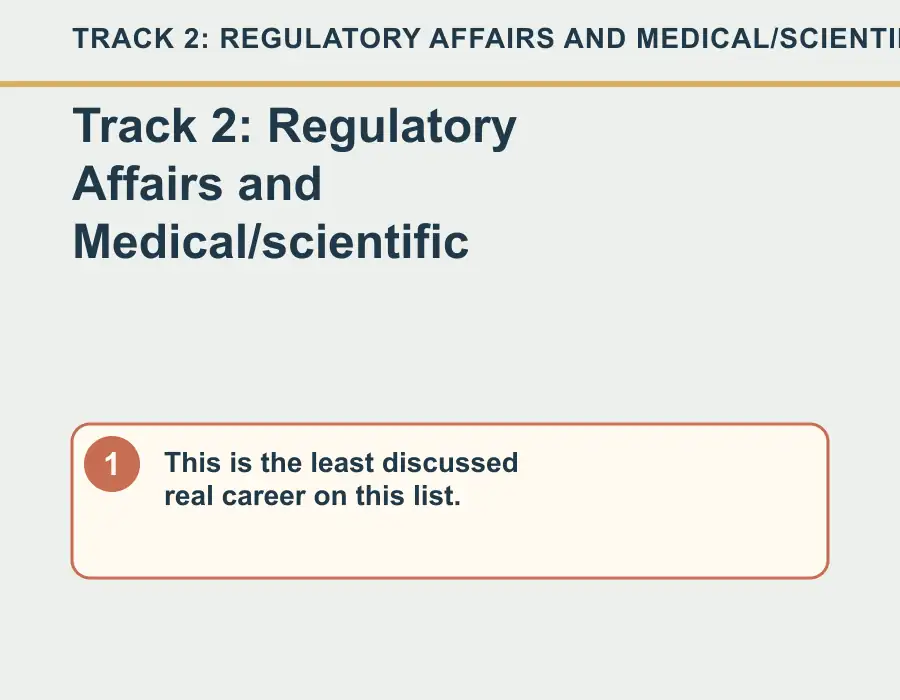 TRACK 2: REGULATORY AFFAIRS AND MEDICAL/SCIENTI
Track 2: Regulatory
Affairs and
Medical/scientific
1
This is the least discussed
real career on this list.